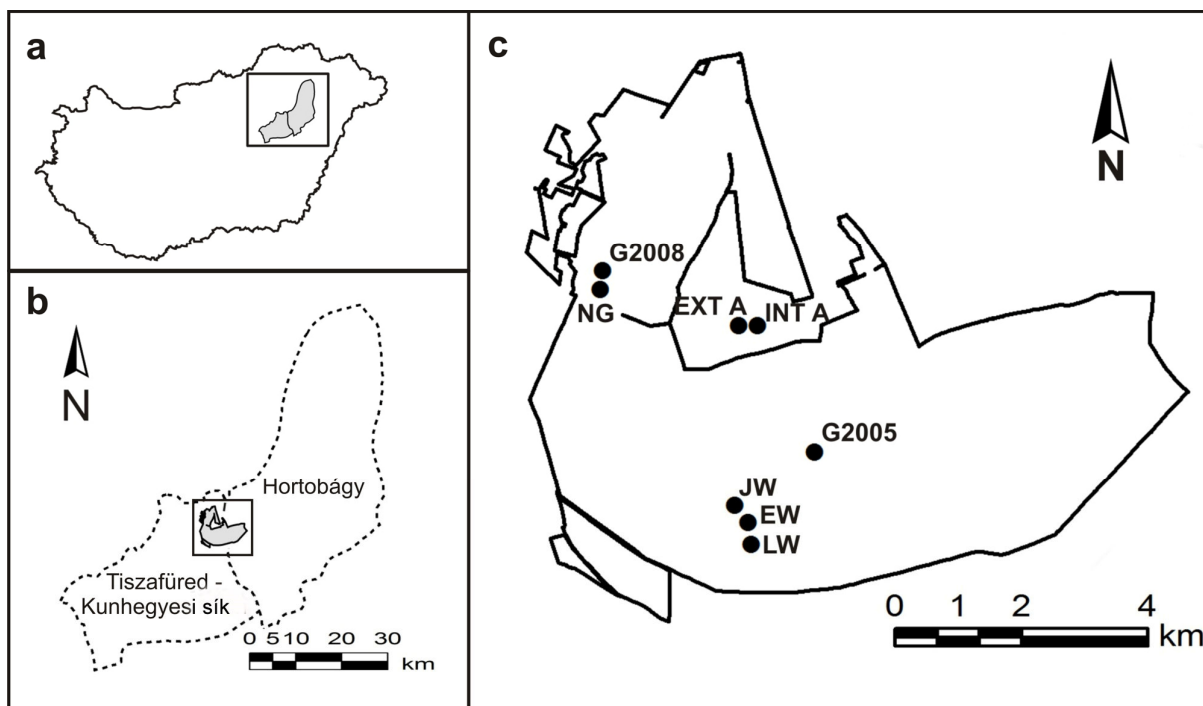 a
b
N
Hortobágy
Tiszafüred -
Kunhegyesi sík
0 5 10 20 30
km
c
N
G2008
NG
EXT A INT A
G2005
JW
EW
LW
0 1 2 4
km